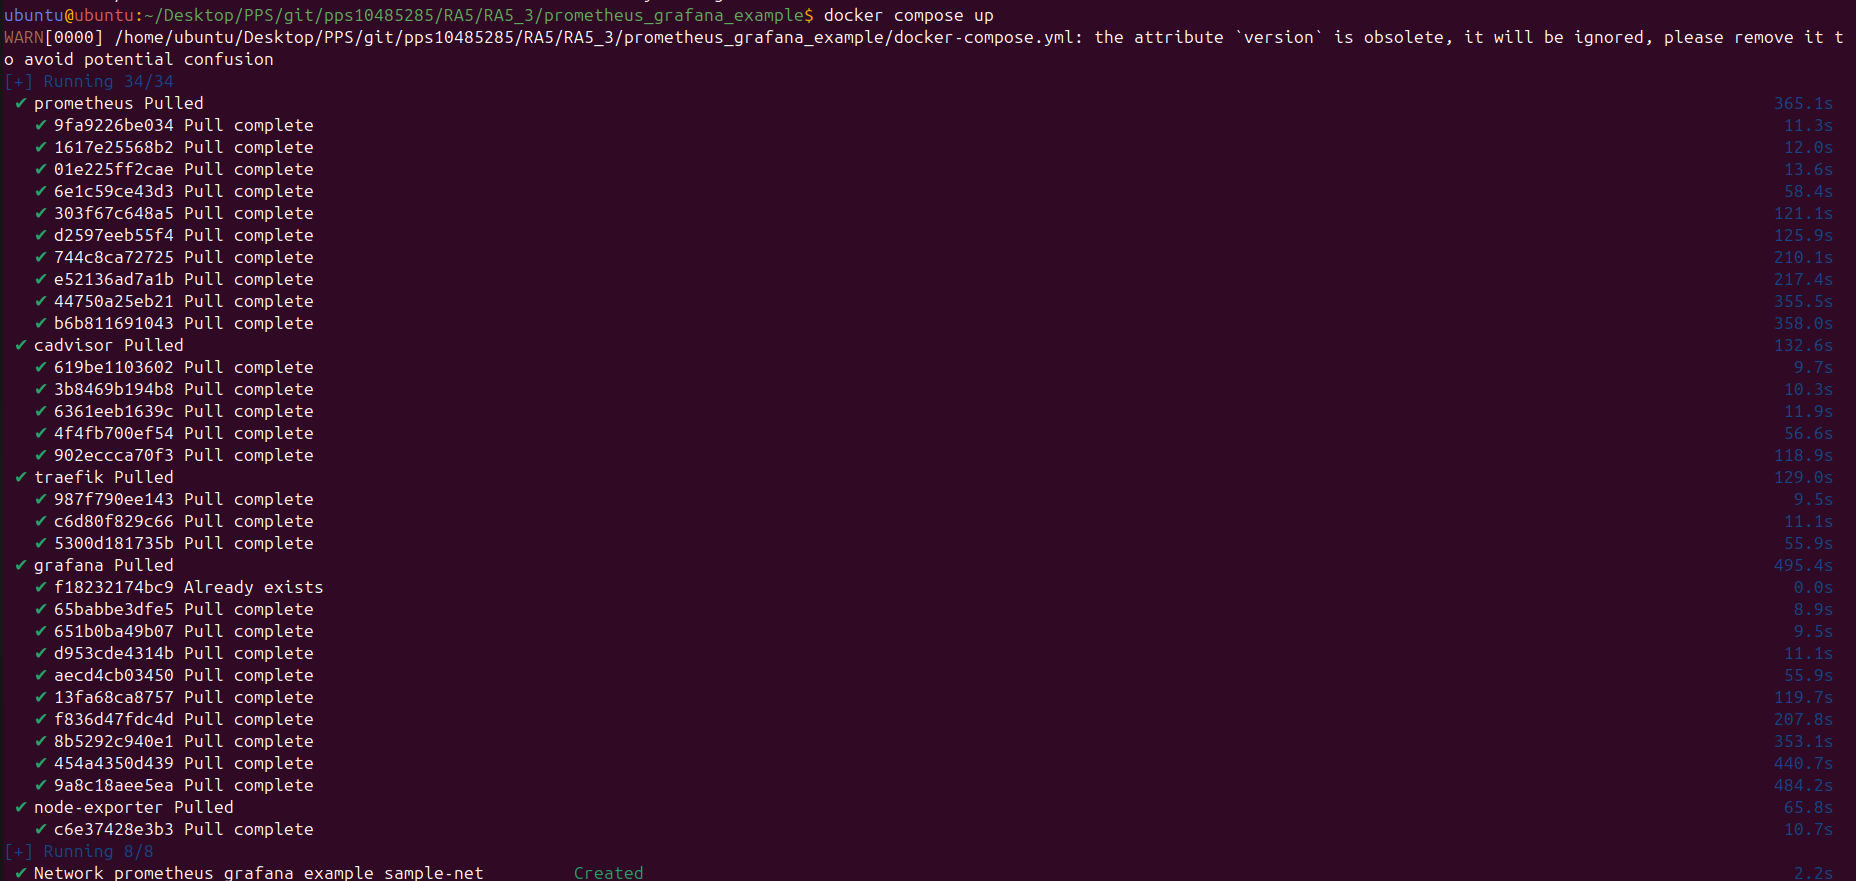 ubuntu@ubuntu:~/Desktop/PPS/git/pps10485285/RA5/RA5_3/prometheus_grafana_example$ docker compose up
WARN[0000] /home/ubuntu/Desktop/PPS/git/pps10485285/RA5/RA5_3/prometheus_grafana_example/docker-compose.yml: the attribute `version` is obsolete, it will be ignored, please remove it t
o avoid potential confusion
[+] Running 34/34
✔ prometheus Pulled 365.1s
✔ 9fa9226be034 Pull complete 11.3s
✔ 1617e25568b2 Pull complete 12.0s
✔ 01e225ff2cae Pull complete 13.6s
✔ 6e1c59ce43d3 Pull complete 58.4s
✔ 303f67c648a5 Pull complete 121.1s
✔ d2597eeb55f4 Pull complete 125.9s
✔ 744c8ca72725 Pull complete 210.1s
✔ e52136ad7a1b Pull complete 217.4s
✔ 44750a25eb21 Pull complete 355.5s
✔ b6b811691043 Pull complete 358.0s
✔ cadvisor Pulled 132.6s
✔ 619be1103602 Pull complete 9.7s
✔ 3b8469b194b8 Pull complete 10.3s
✔ 6361eeb1639c Pull complete 11.9s
✔ 4f4fb700ef54 Pull complete 56.6s
✔ 902eccca70f3 Pull complete 118.9s
✔ traefik Pulled 129.0s
✔ 987f790ee143 Pull complete 9.5s
✔ c6d80f829c66 Pull complete 11.1s
✔ 5300d181735b Pull complete 55.9s
✔ grafana Pulled 495.4s
✔ f18232174bc9 Already exists 0.0s
✔ 65babbe3dfe5 Pull complete 8.9s
✔ 651b0ba49b07 Pull complete 9.5s
✔ d953cde4314b Pull complete 11.1s
✔ aecd4cb03450 Pull complete 55.9s
✔ 13fa68ca8757 Pull complete 119.7s
✔ f836d47fdc4d Pull complete 207.8s
✔ 8b5292c940e1 Pull complete 353.1s
✔ 454a4350d439 Pull complete 440.7s
✔ 9a8c18aee5ea Pull complete 484.2s
✔ node-exporter Pulled 65.8s
✔ c6e37428e3b3 Pull complete 10.7s
[+] Running 8/8
✔ Network prometheus_grafana_example_sample-net Created 2.2s